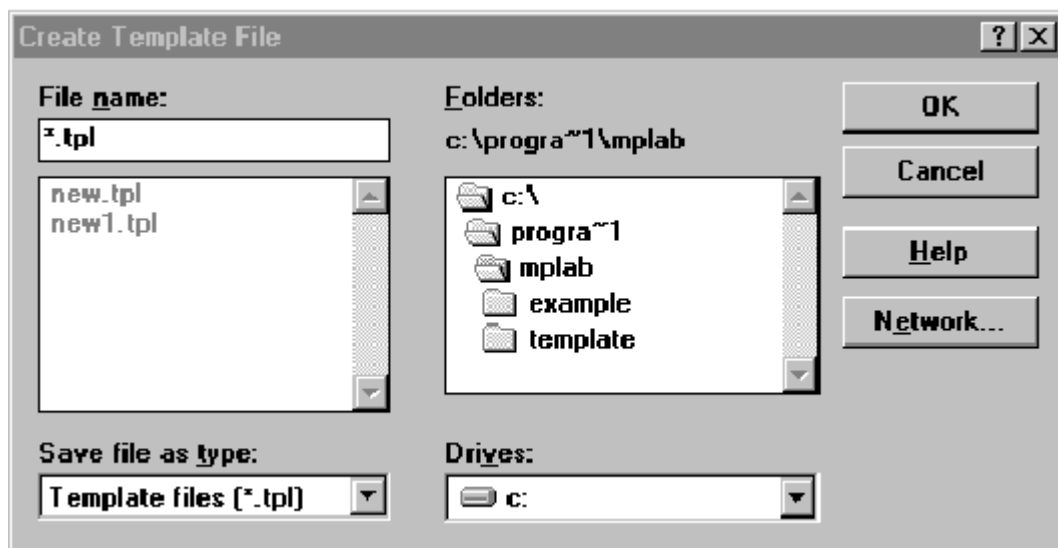 Create Template File
File name:
*.tpl
new.tpl
new1.tpl
Save file as type:
Template files (*.tpl)
Folders:
c:\progra~1\mplab
c:\
progra~1
mplab
example
template
Drives:
c:
OK
Cancel
Help
Network...